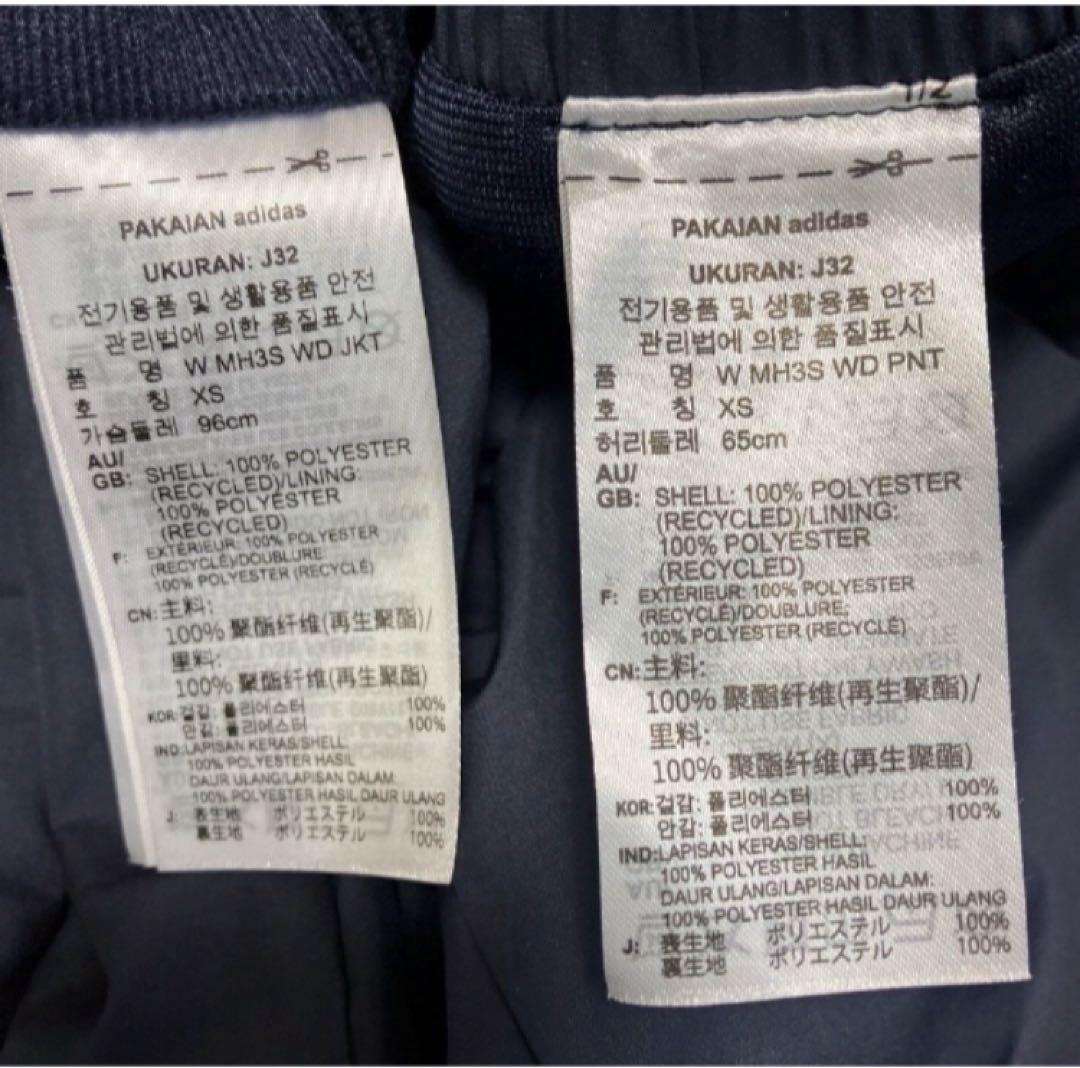 PAKAIAN adidas
UKURAN: J32
전기용품 및 생활용품 안전
관리법에 의한 품질표시
품 명 W MH3S WD JKT
호 칭 XS
가슴둘레 96cm
AU/
GB: SHELL: 100% POLYESTER
(RECYCLED)/LINING:
100% POLYESTER
(RECYCLED)
F: EXTÉRIEUR: 100% POLYESTER
(RECYCLÉ)/DOUBLURE
100% POLYESTER (RECYCLÉ)
CN: 主料:
100% 聚酯纤维(再生聚酯)/
里料:
100% 聚酯纤维(再生聚酯)
KOR: 겉감: 폴리에스터 100%
안감: 폴리에스터 100%
IND:LAPISAN KERAS/SHELL
100% POLYESTER HASIL
DAUR ULANG/LAPISAN DALAM
100% POLYESTER HASIL DAUR ULANG
J: 表生地 ポリエステル 100%
裏生地 ポリエステル 100%
1/2
PAKAIAN adidas
UKURAN: J32
전기용품 및 생활용품 안전
관리법에 의한 품질표시
품 명 W MH3S WD PNT
호 칭 XS
허리둘레 65cm
AU/
GB: SHELL: 100% POLYESTER
(RECYCLED)/LINING:
100% POLYESTER
(RECYCLED)
F: EXTÉRIEUR: 100% POLYESTER
(RECYCLÉ)/DOUBLURE:
100% POLYESTER (RECYCLÉ)
CN: 主料:
100% 聚酯纤维(再生聚酯)/
里料:
100% 聚酯纤维(再生聚酯)
KOR: 겉감: 폴리에스터 100%
안감: 폴리에스터 100%
IND:LAPISAN KERAS/SHELL:
100% POLYESTER HASIL
DAUR ULANG/LAPISAN DALAM:
100% POLYESTER HASIL DAUR ULANG
J: 表生地 ポリエステル 100%
裏生地 ポリエステル 100%